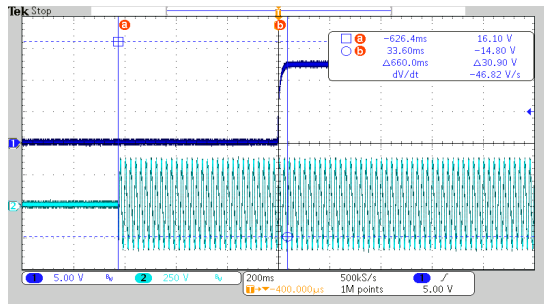 Tek Stop
a
b
T
a -626.4ms 16.10 V
b 33.60ms -14.80 V
Δ660.0ms Δ30.90 V
dV/dt -46.82 V/s
1
2
1 5.00 V 2 250 V
200ms 500kS/s 1 5.00 V
T→▼-400.000µs 1M points